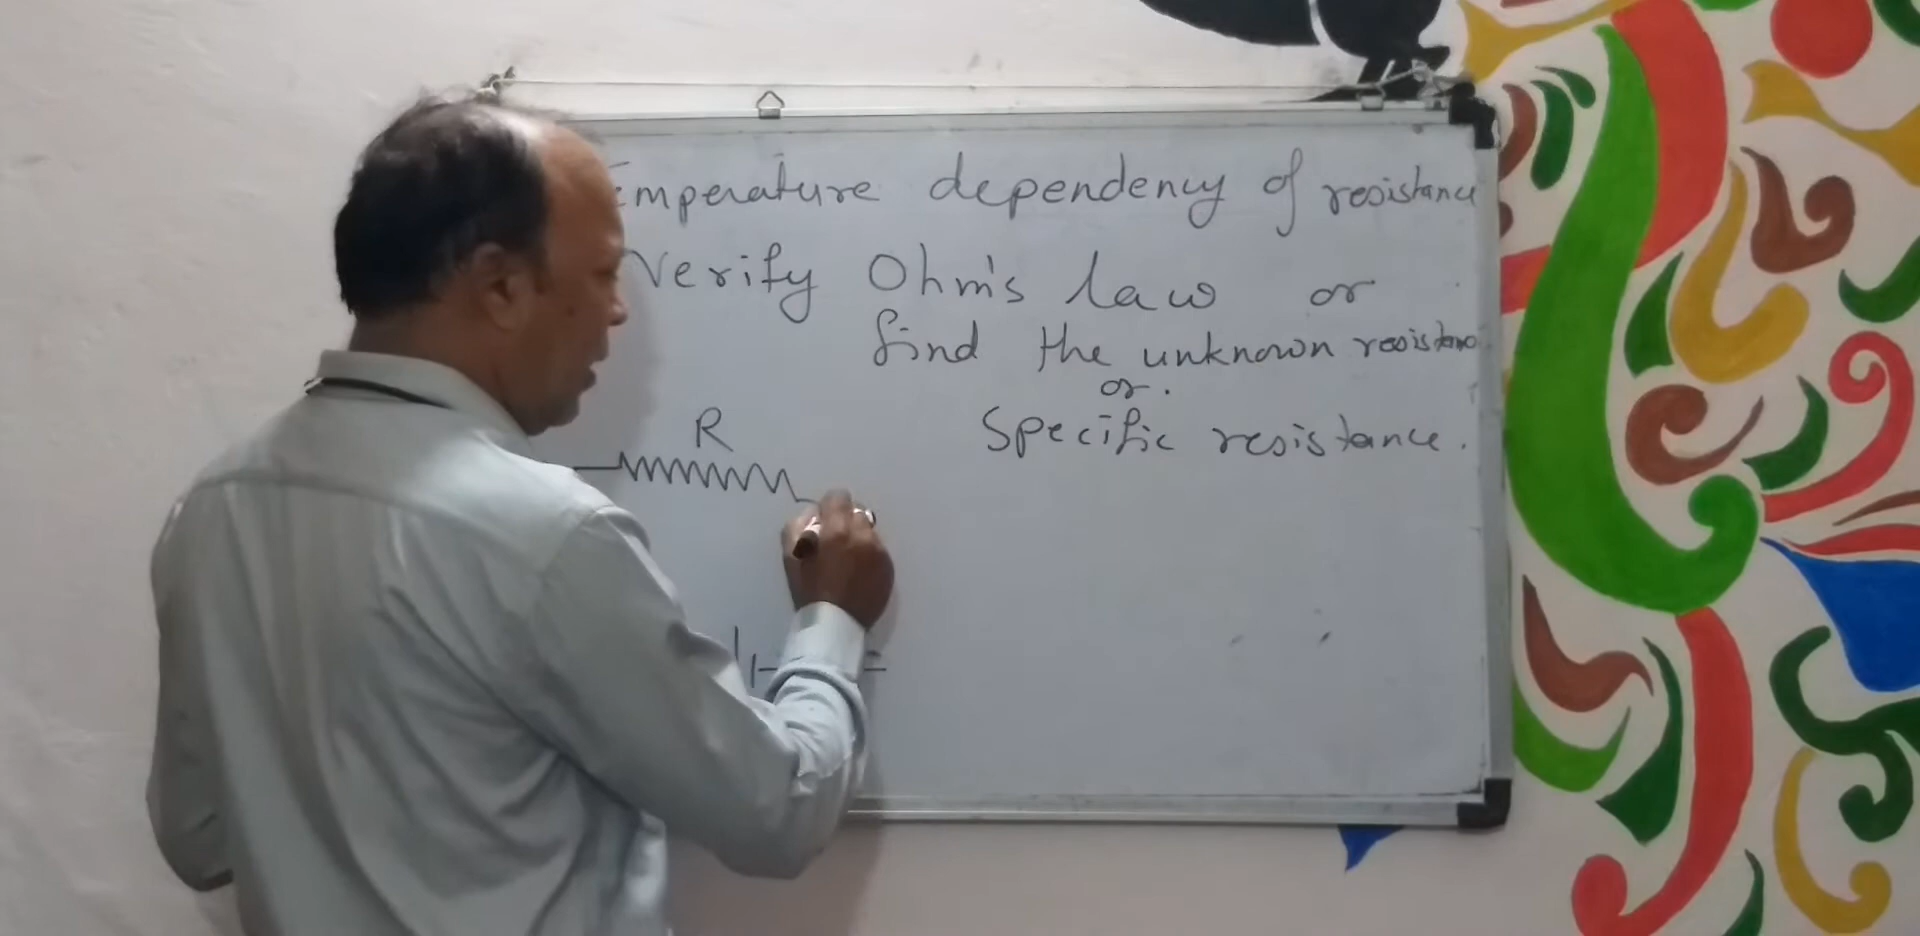 emperature dependency of resistance
Verify Ohm's law or
find the unknown resistance
or.
Specific resistance.
R